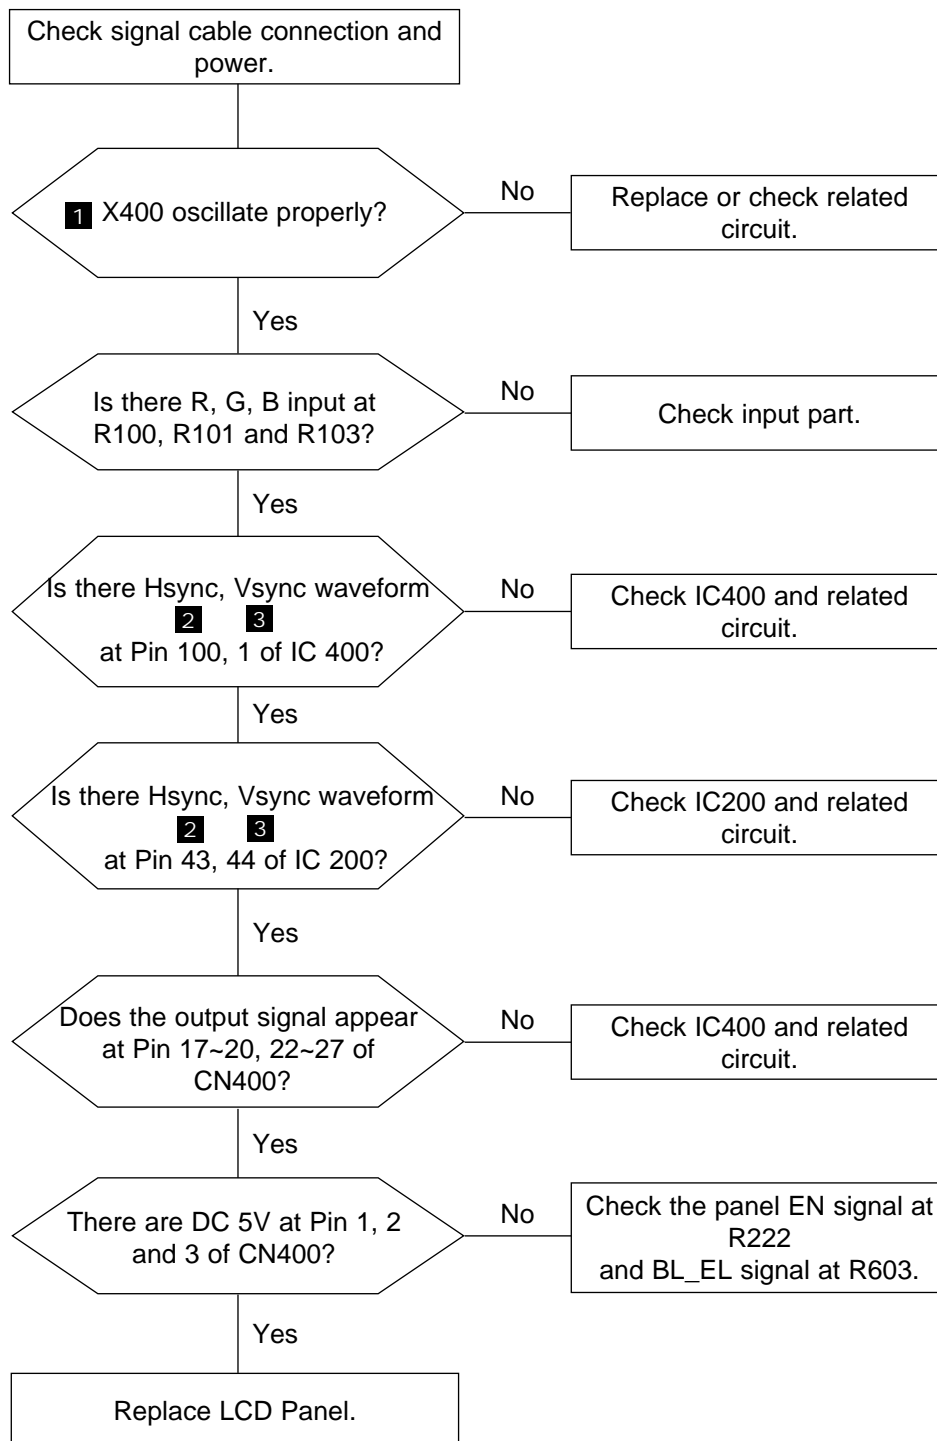 Check signal cable connection and
power.
1 X400 oscillate properly?
No
Replace or check related
circuit.
Yes
Is there R, G, B input at
R100, R101 and R103?
No
Check input part.
Yes
Is there Hsync, Vsync waveform
2 3
at Pin 100, 1 of IC 400?
No
Check IC400 and related
circuit.
Yes
Is there Hsync, Vsync waveform
2 3
at Pin 43, 44 of IC 200?
No
Check IC200 and related
circuit.
Yes
Does the output signal appear
at Pin 17~20, 22~27 of
CN400?
No
Check IC400 and related
circuit.
Yes
There are DC 5V at Pin 1, 2
and 3 of CN400?
No
Check the panel EN signal at
R222
and BL_EL signal at R603.
Yes
Replace LCD Panel.